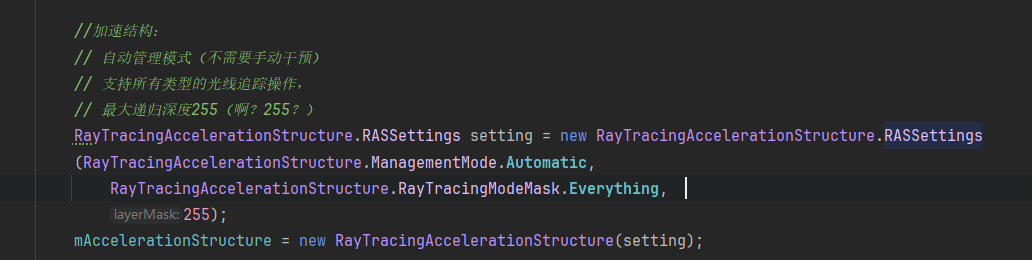 //加速结构：
// 自动管理模式（不需要手动干预）
// 支持所有类型的光线追踪操作，
// 最大递归深度255（啊？255？）
RayTracingAccelerationStructure.RASSettings setting = new RayTracingAccelerationStructure.RASSettings
(RayTracingAccelerationStructure.ManagementMode.Automatic,
RayTracingAccelerationStructure.RayTracingModeMask.Everything,
layerMask: 255);
mAccelerationStructure = new RayTracingAccelerationStructure(setting);